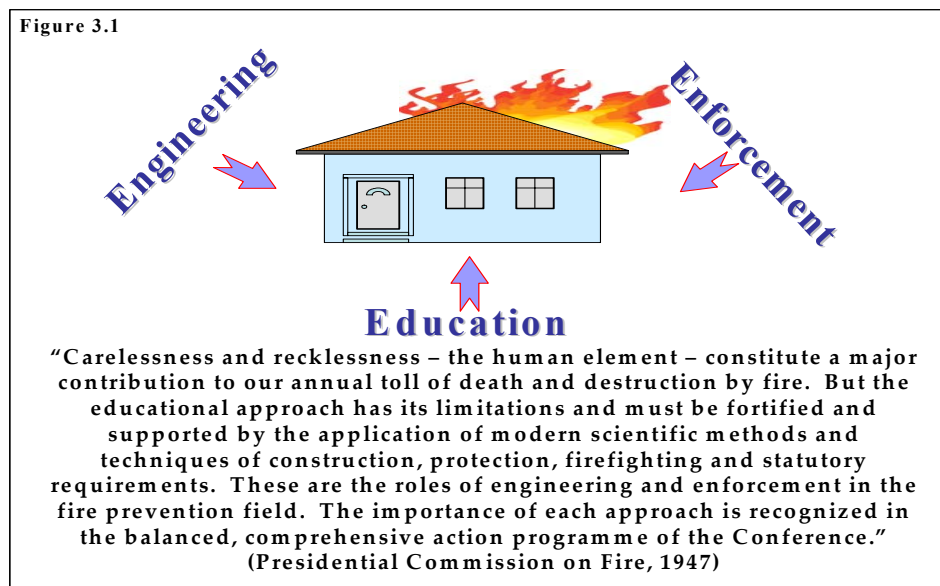 Figure 3.1
Engineering
Enforcement
Education
“Carelessness and recklessness – the human element – constitute a major
contribution to our annual toll of death and destruction by fire. But the
educational approach has its limitations and must be fortified and
supported by the application of modern scientific methods and
techniques of construction, protection, firefighting and statutory
requirements. These are the roles of engineering and enforcement in the
fire prevention field. The importance of each approach is recognized in
the balanced, comprehensive action programme of the Conference.”
(Presidential Commission on Fire, 1947)